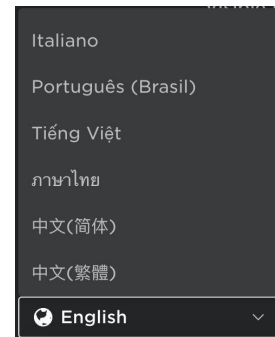 Italiano
Português (Brasil)
Tiếng Việt
ภาษาไทย
中文(简体)
中文(繁體)
English